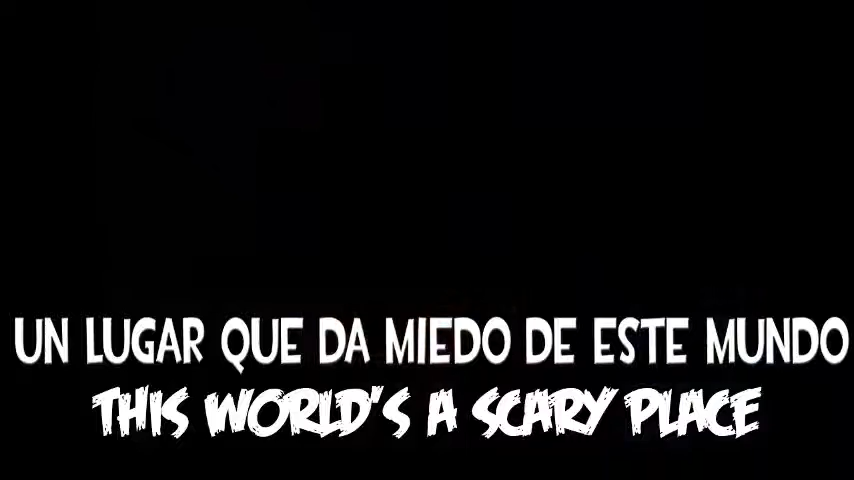 UN LUGAR QUE DA MIEDO DE ESTE MUNDO
THIS WORLD'S A SCARY PLACE